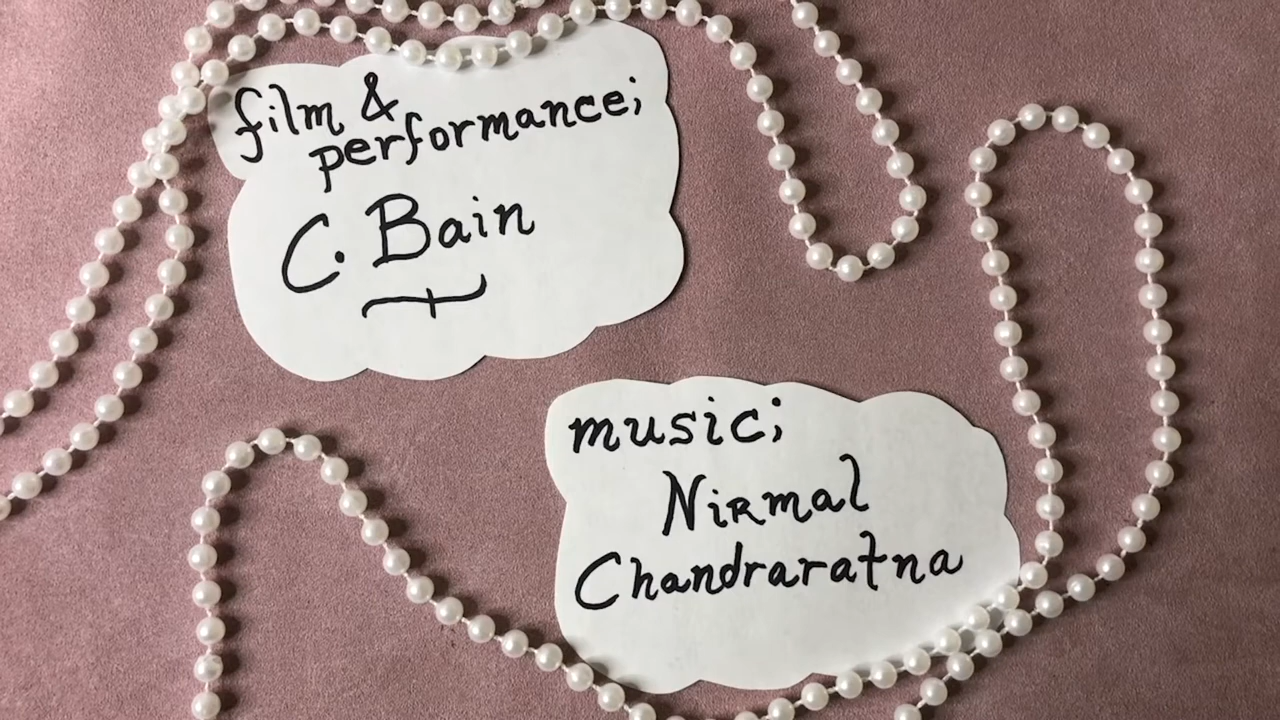 film &
performance;
C. Bain
music;
Nirmal
Chandraratna